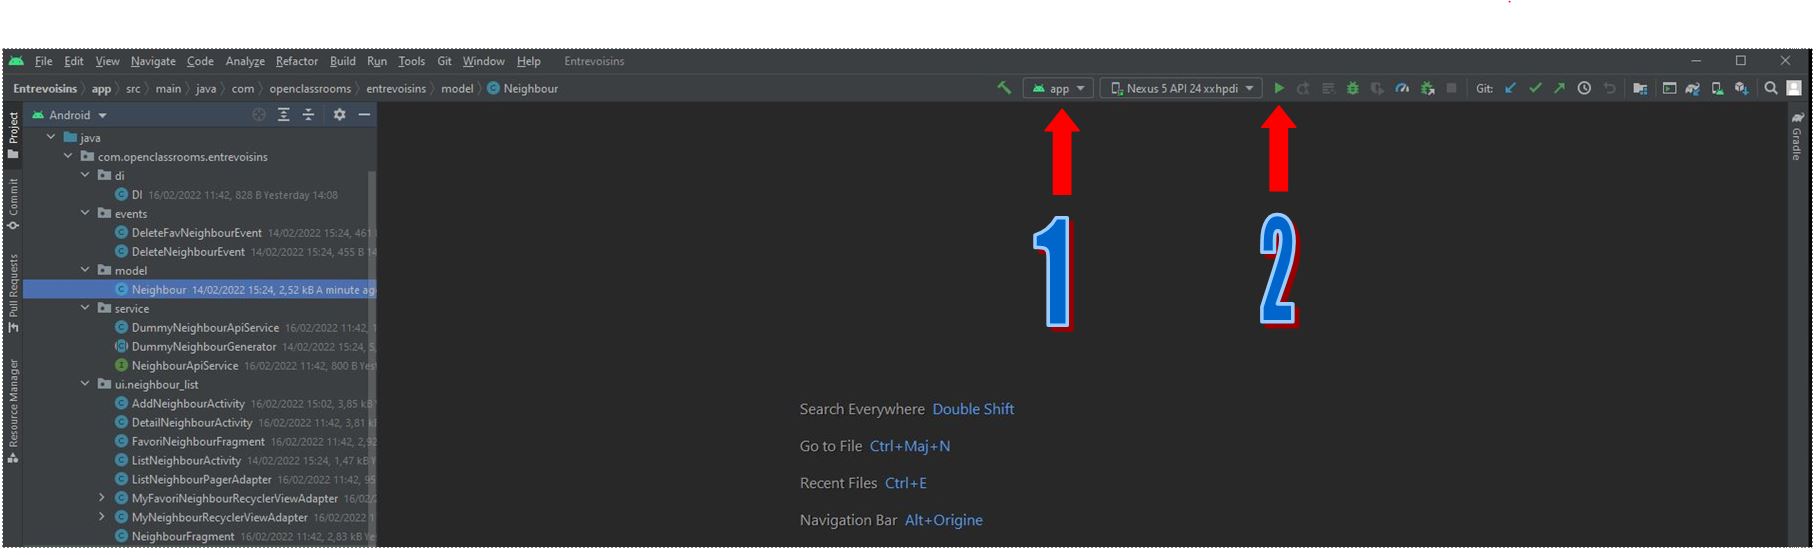 File Edit View Navigate Code Analyze Refactor Build Run Tools Git Window Help Entrevoisins
Entrevoisins app src main java com openclassrooms entrevoisins model Neighbour app Nexus 5 API 24 xxhpdi Git:
Project
Commit
Pull Requests
Resource Manager
Android
java
com.openclassrooms.entrevoisins
di
DI 16/02/2022 11:42, 828 B Yesterday 14:08
events
DeleteFavNeighbourEvent 14/02/2022 15:24, 461
DeleteNeighbourEvent 14/02/2022 15:24, 455 B 14
model
Neighbour 14/02/2022 15:24, 2,52 kB A minute ag
service
DummyNeighbourApiService 16/02/2022 11:42, 1
DummyNeighbourGenerator 14/02/2022 15:24, 5,
NeighbourApiService 16/02/2022 11:42, 800 B Yes
ui.neighbour_list
AddNeighbourActivity 16/02/2022 15:02, 3,85 kB
DetailNeighbourActivity 16/02/2022 11:42, 3,81 k
FavoriNeighbourFragment 16/02/2022 11:42, 2,92
ListNeighbourActivity 14/02/2022 15:24, 1,47 kB Y
ListNeighbourPagerAdapter 16/02/2022 11:42, 95
MyFavoriNeighbourRecyclerViewAdapter 16/02/2
MyNeighbourRecyclerViewAdapter 16/02/2022 1
NeighbourFragment 16/02/2022 11:42, 2,83 kB Ye
1
2
Search Everywhere Double Shift
Go to File Ctrl+Maj+N
Recent Files Ctrl+E
Navigation Bar Alt+Origine
Gradle